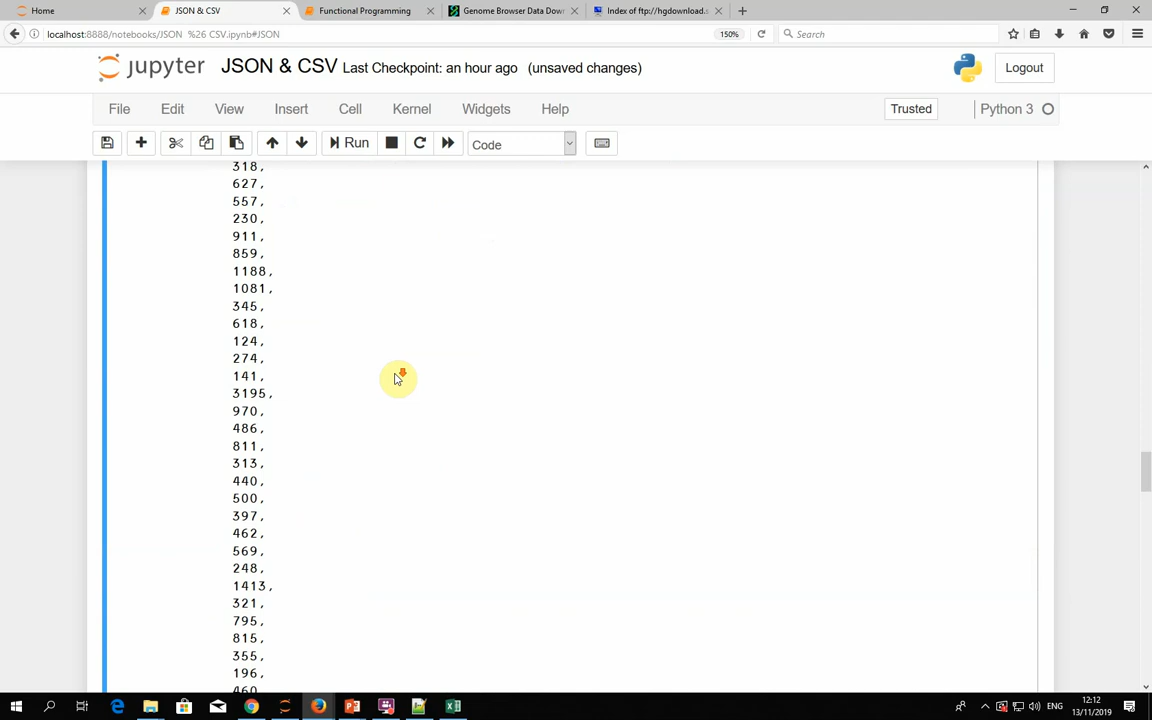 Home
JSON & CSV
Functional Programming
Genome Browser Data Dow
Index of ftp://hgdownload.s
localhost:8888/notebooks/JSON %26 CSV.ipynb#JSON
150%
Search
jupyter
JSON & CSV Last Checkpoint: an hour ago (unsaved changes)
Logout
File Edit View Insert Cell Kernel Widgets Help
Trusted
Python 3
Run
Code
318,
627,
557,
230,
911,
859,
1188,
1081,
345,
618,
124,
274,
141,
3195,
970,
486,
811,
313,
440,
500,
397,
462,
569,
248,
1413,
321,
795,
815,
355,
196,
460
ENG
12:12
13/11/2019